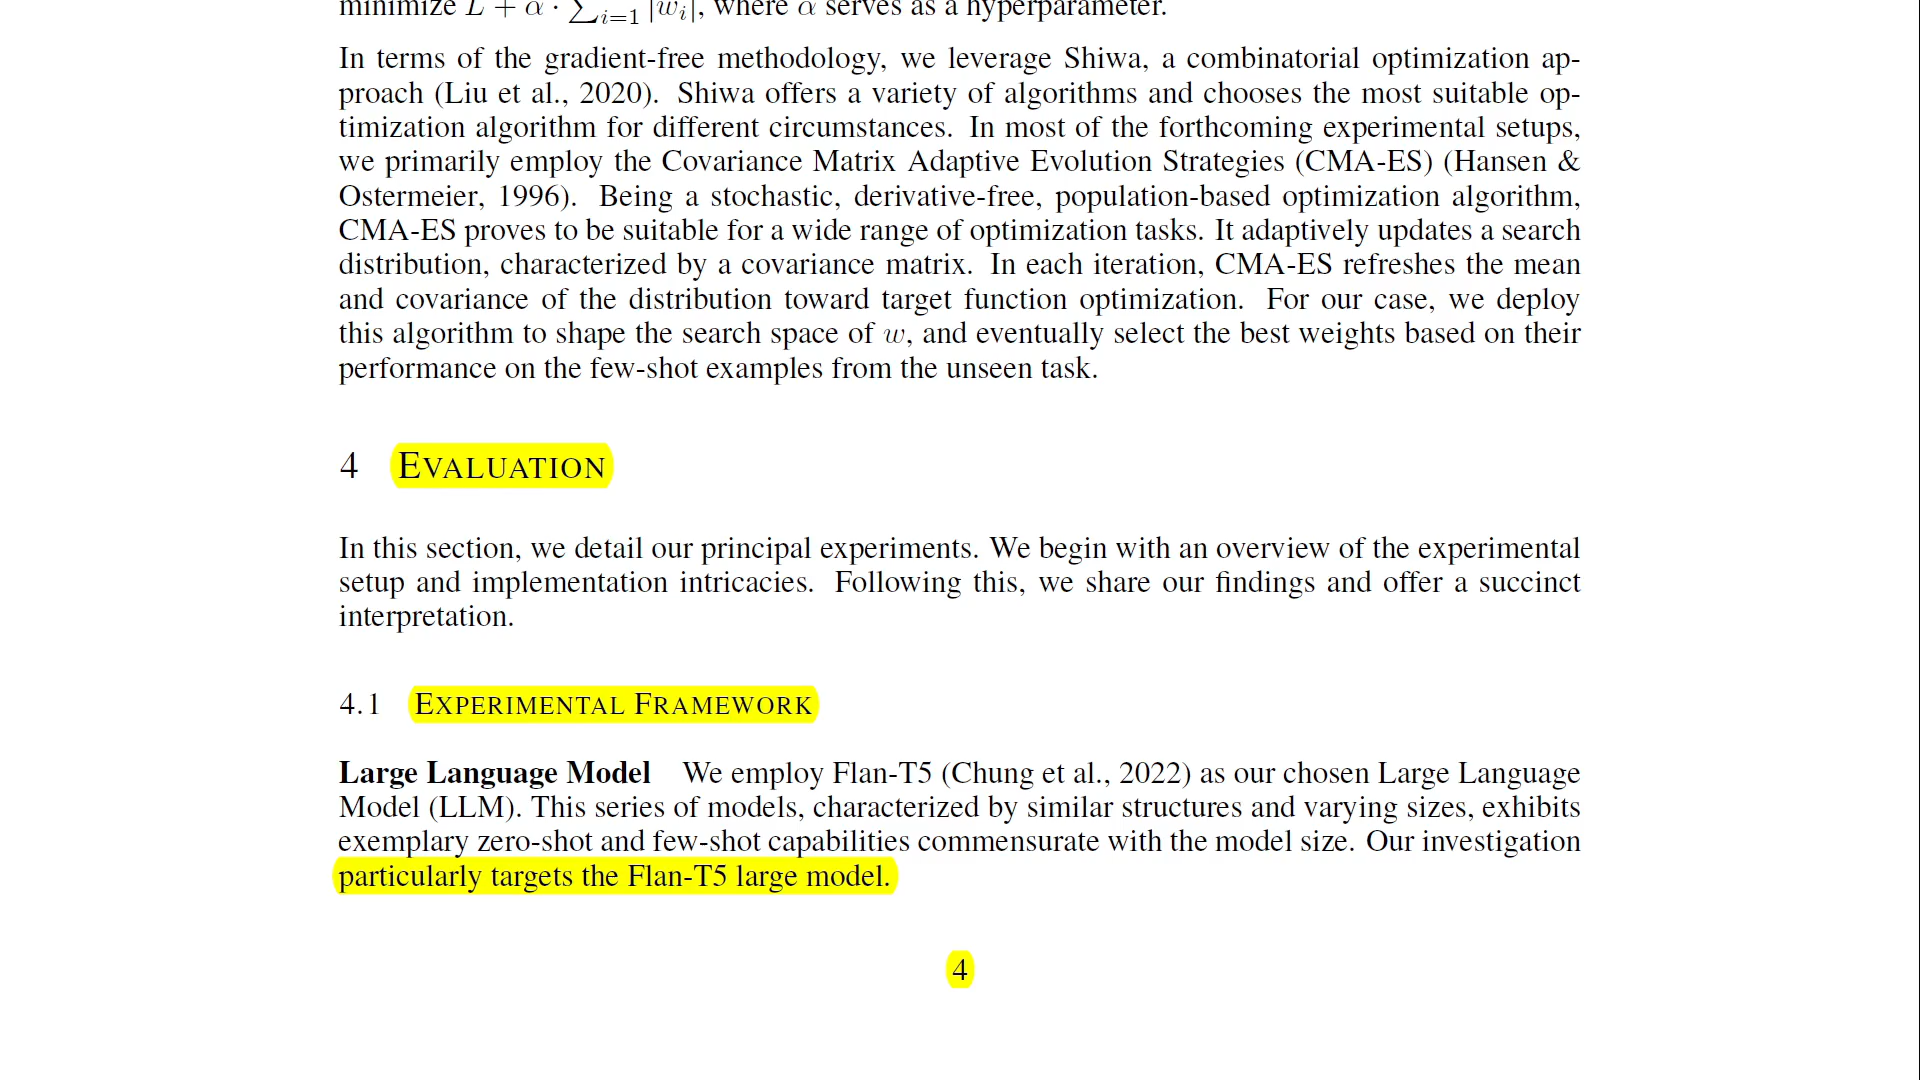 minimize L + α · ∑i=1 |wi|, where α serves as a hyperparameter.
In terms of the gradient-free methodology, we leverage Shiwa, a combinatorial optimization ap-
proach (Liu et al., 2020). Shiwa offers a variety of algorithms and chooses the most suitable op-
timization algorithm for different circumstances. In most of the forthcoming experimental setups,
we primarily employ the Covariance Matrix Adaptive Evolution Strategies (CMA-ES) (Hansen &
Ostermeier, 1996). Being a stochastic, derivative-free, population-based optimization algorithm,
CMA-ES proves to be suitable for a wide range of optimization tasks. It adaptively updates a search
distribution, characterized by a covariance matrix. In each iteration, CMA-ES refreshes the mean
and covariance of the distribution toward target function optimization. For our case, we deploy
this algorithm to shape the search space of w, and eventually select the best weights based on their
performance on the few-shot examples from the unseen task.
4 EVALUATION
In this section, we detail our principal experiments. We begin with an overview of the experimental
setup and implementation intricacies. Following this, we share our findings and offer a succinct
interpretation.
4.1 EXPERIMENTAL FRAMEWORK
Large Language Model We employ Flan-T5 (Chung et al., 2022) as our chosen Large Language
Model (LLM). This series of models, characterized by similar structures and varying sizes, exhibits
exemplary zero-shot and few-shot capabilities commensurate with the model size. Our investigation
particularly targets the Flan-T5 large model.
4